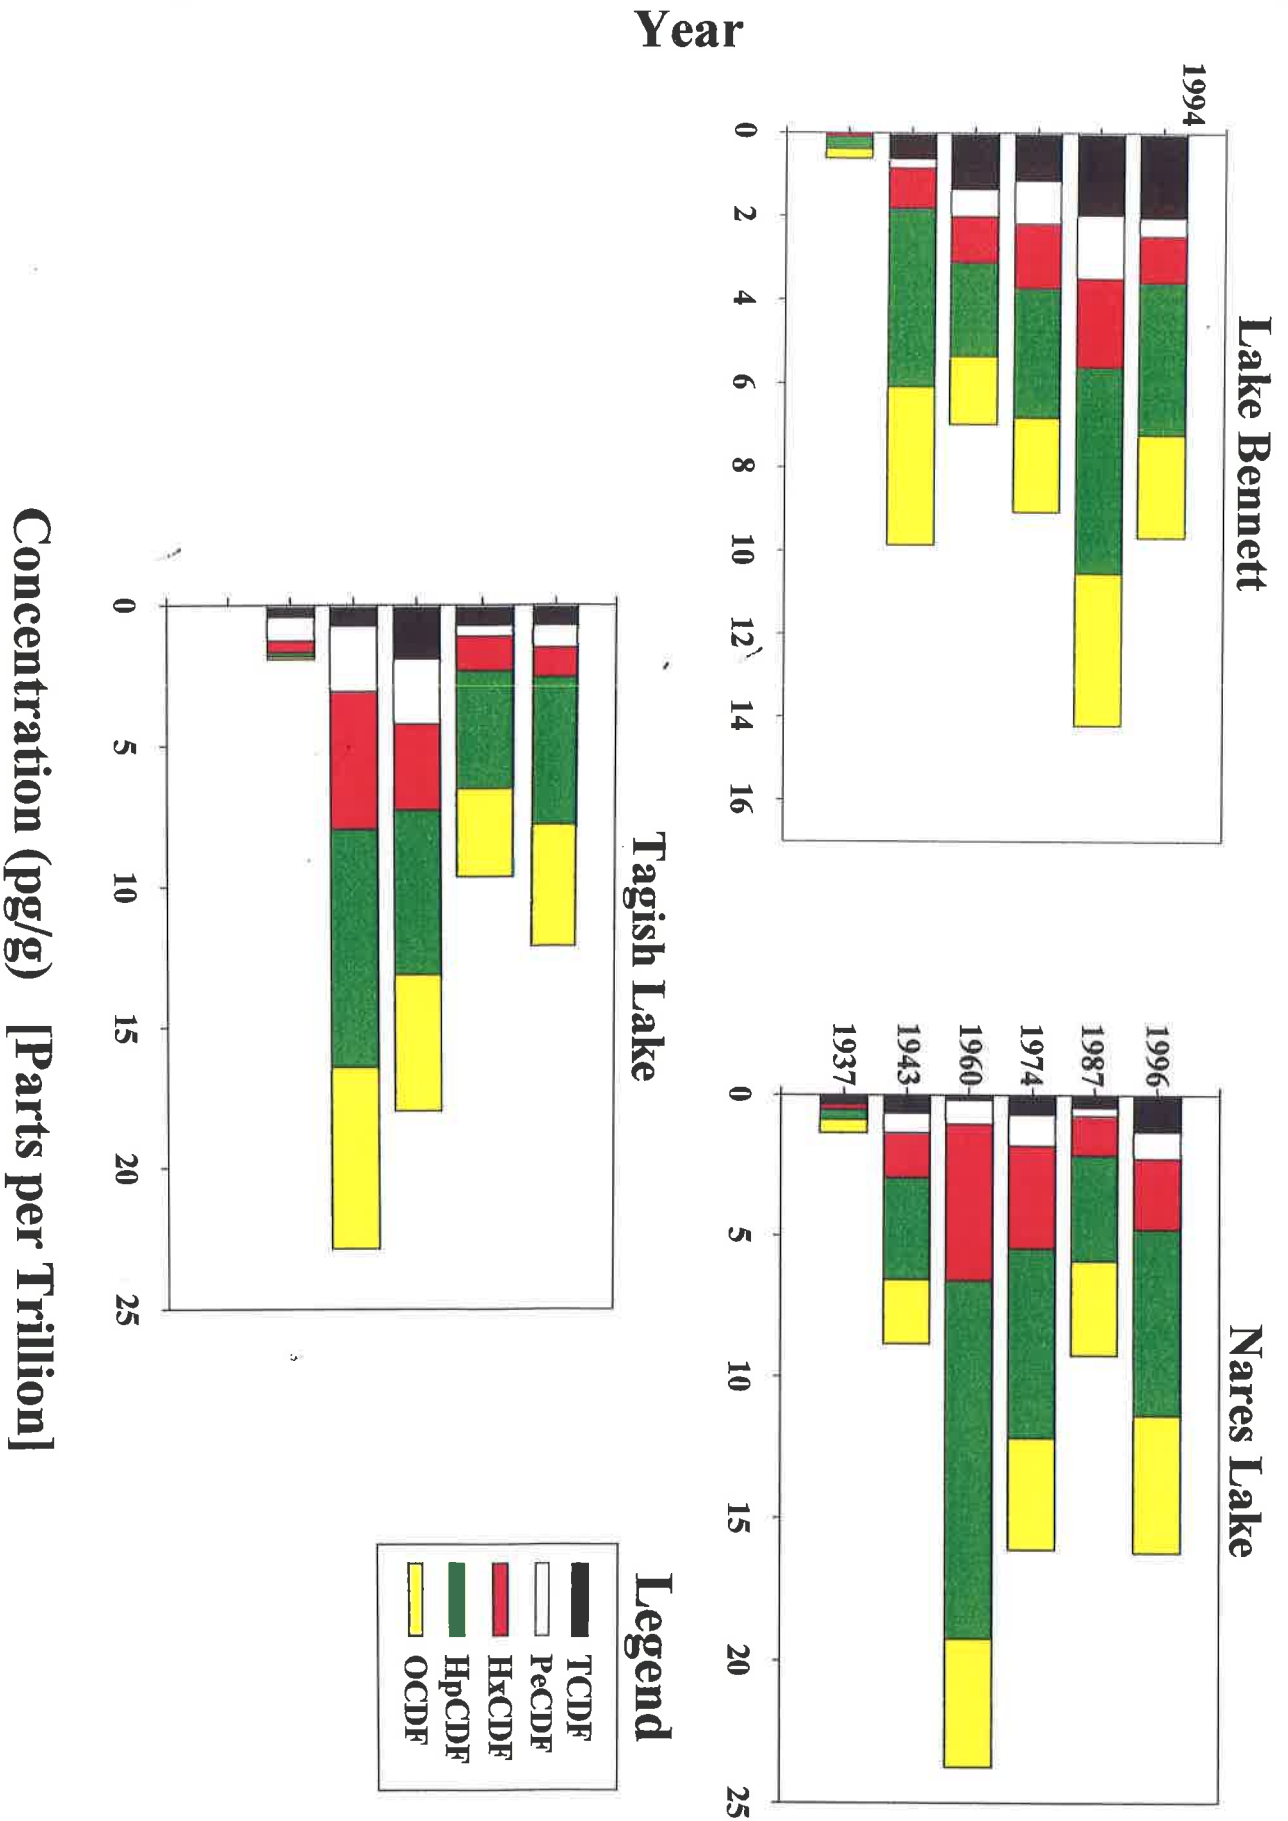 Year
Lake Bennett
1994
0
2
4
6
8
10
12
14
16
Nares Lake
1996
1987
1974
1960
1943
1937
0
5
10
15
20
25
Tagish Lake
0
5
10
15
20
25
Legend
TCDF
PeCDF
HxCDF
HpCDF
OCDF
Concentration (pg/g) [Parts per Trillion]